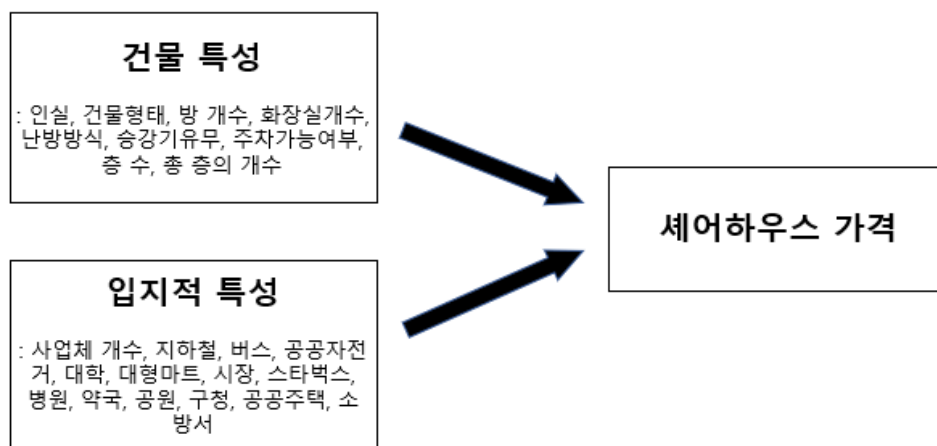 건물 특성
: 인실, 건물형태, 방 개수, 화장실개수,
난방방식, 승강기유무, 주차가능여부,
층 수, 총 층의 개수
셰어하우스 가격
입지적 특성
: 사업체 개수, 지하철, 버스, 공공자전
거, 대학, 대형마트, 시장, 스타벅스,
병원, 약국, 공원, 구청, 공공주택, 소
방서